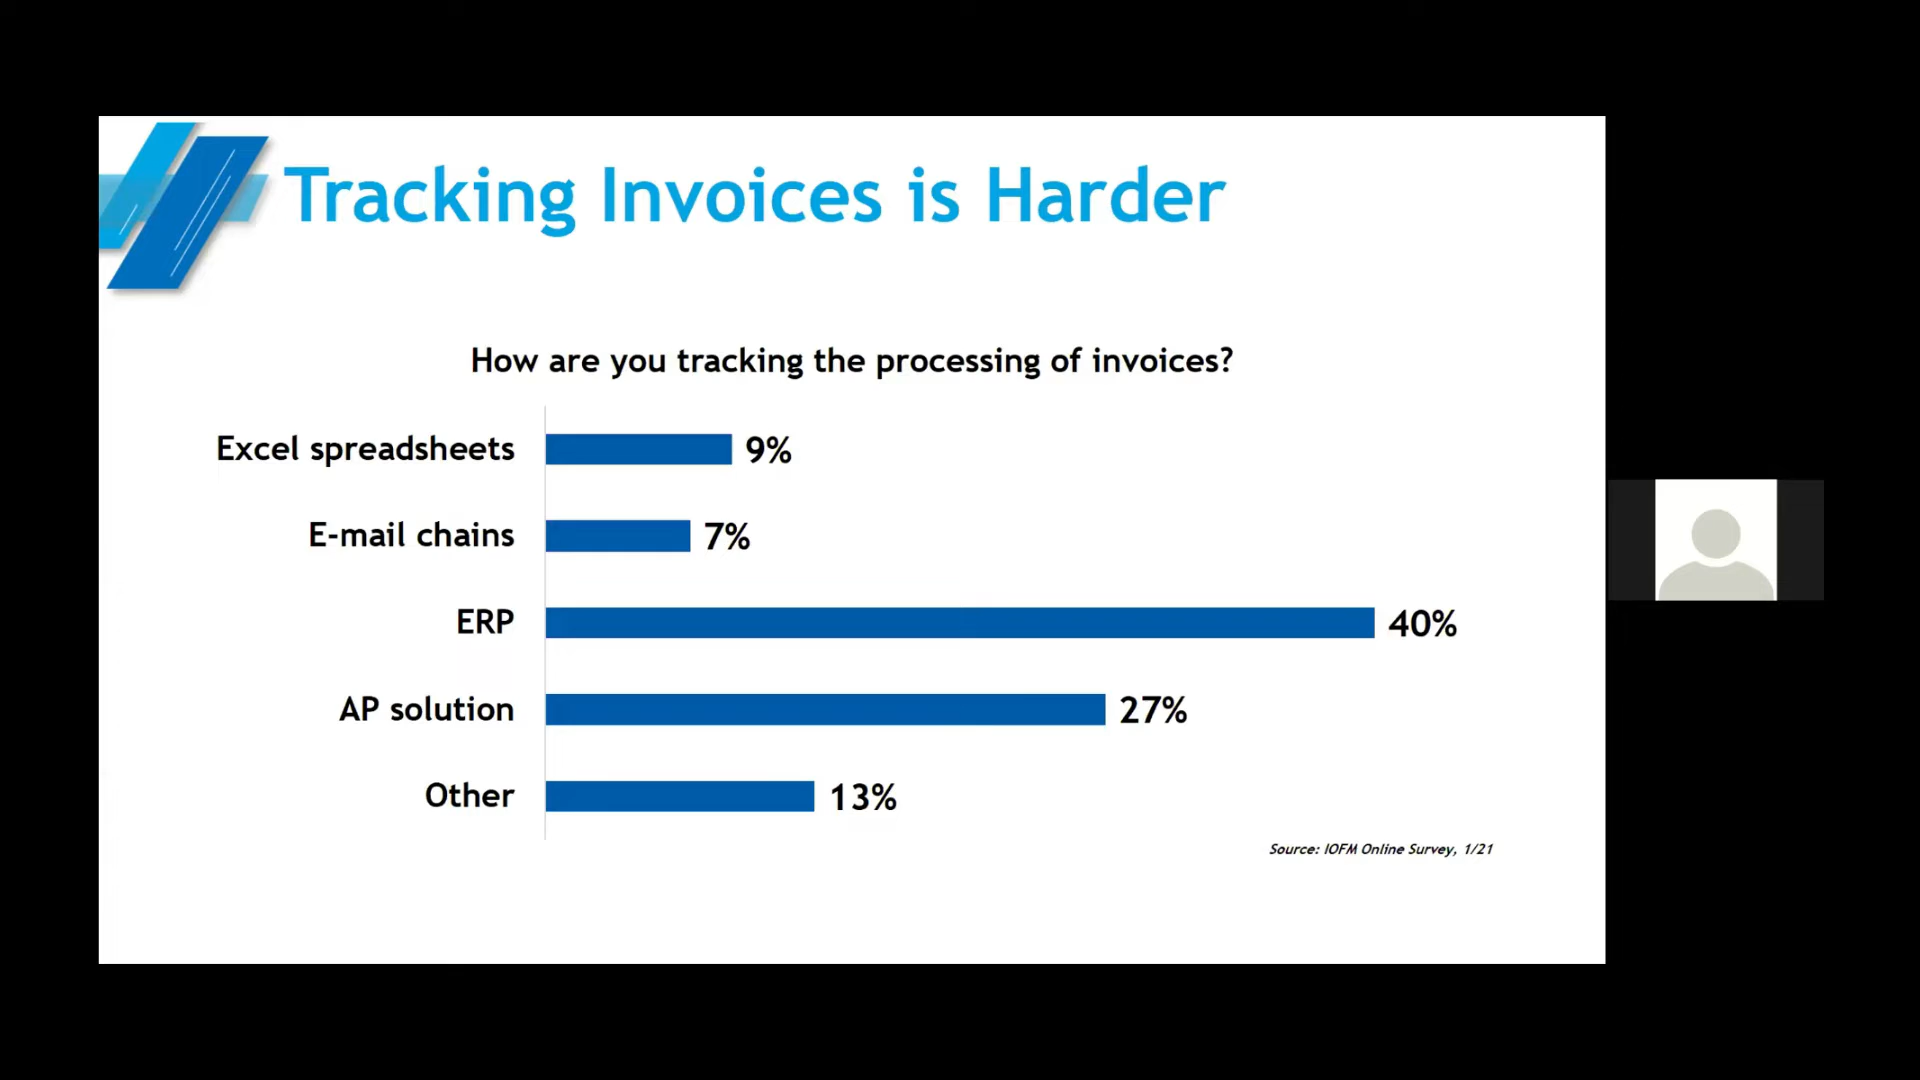 Tracking Invoices is Harder
How are you tracking the processing of invoices?
Excel spreadsheets 9%
E-mail chains 7%
ERP 40%
AP solution 27%
Other 13%
Source: IOFM Online Survey, 1/21